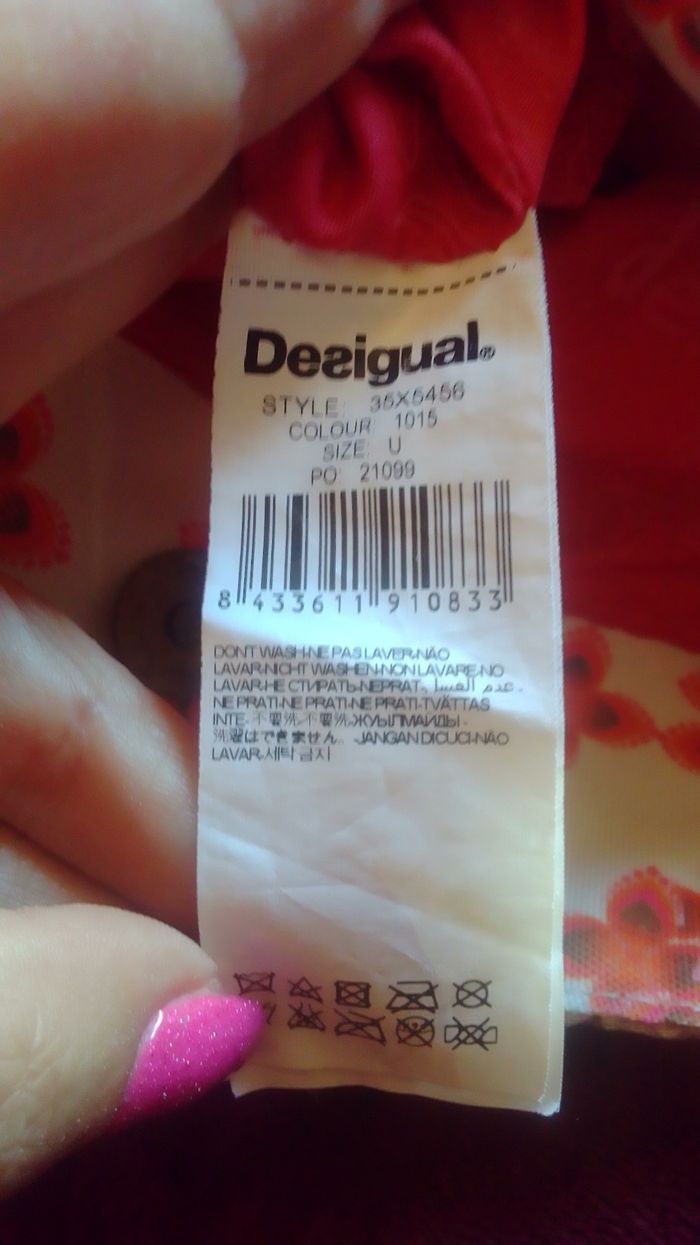 Desigual®
STYLE: 35X5456
COLOUR: 1015
SIZE: U
PO: 21099
8 433611 910833
DONT WASH-NE PAS LAVER-NÃO
LAVAR-NICHT WASHEN-NON LAVARE-NO
LAVAR-НЕ СТИРАТЬ-NEPRAT-
NE PRATI-NE PRATI-NE PRATI-TVÄTTAS
INTE-不要洗-不要洗-ЖУЫЛМАЙДЫ-
洗濯はできません。-JANGAN DICUCI-NÃO
LAVAR-세탁 금지